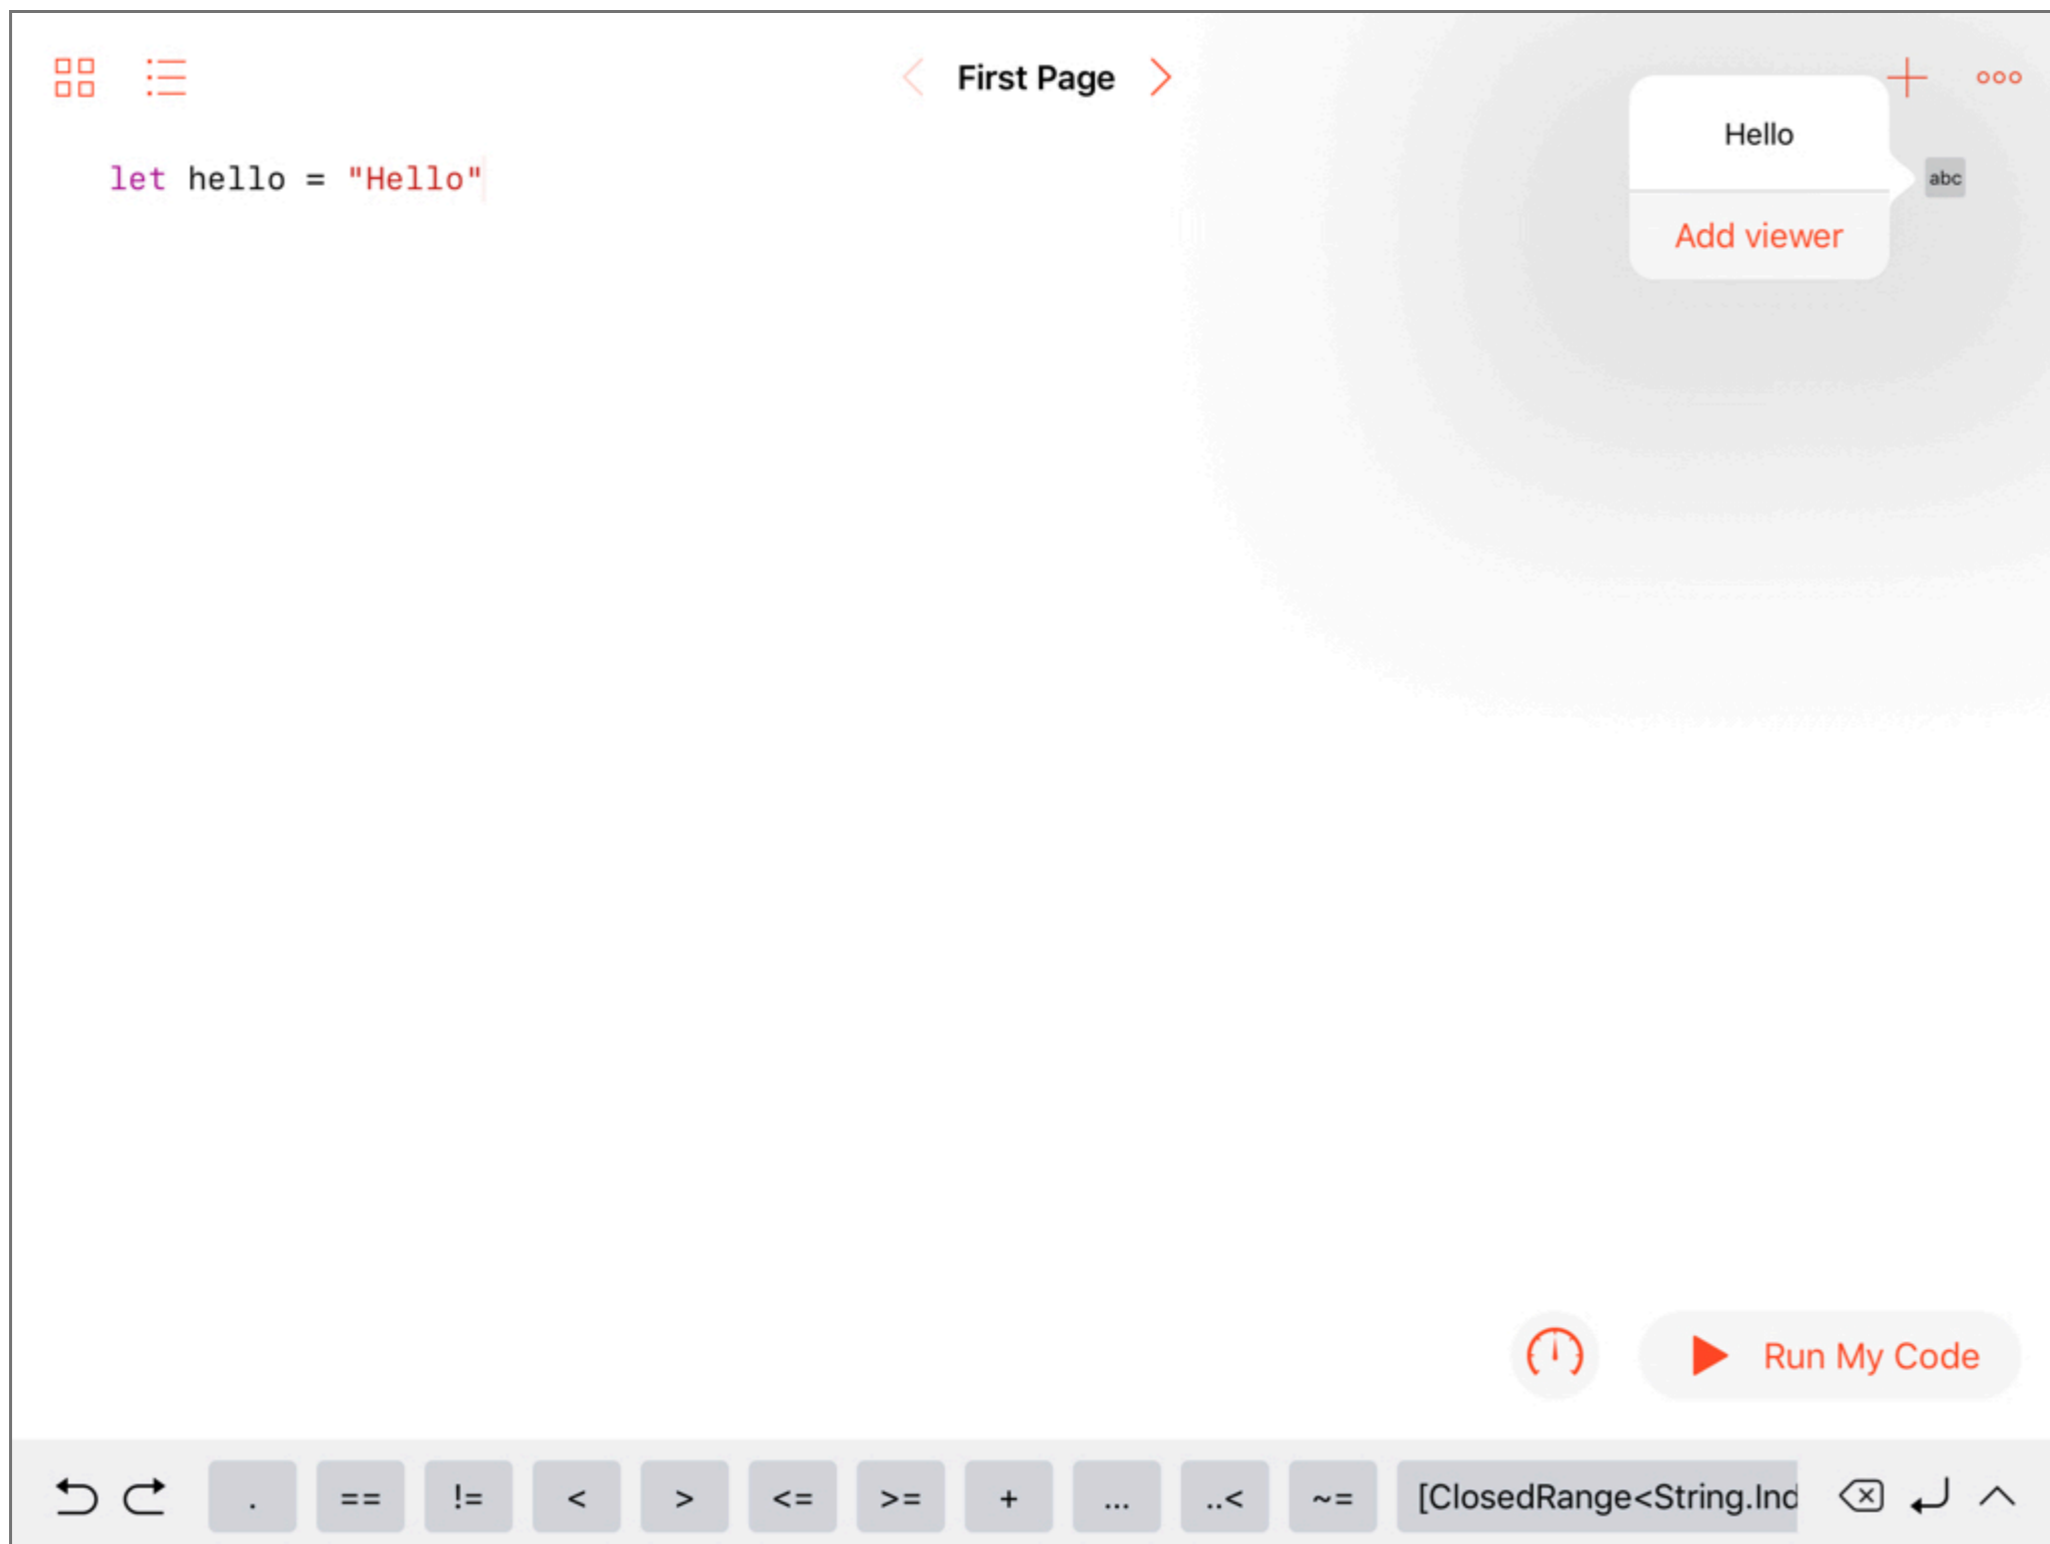 First Page
Hello
let hello = "Hello"
abc
Add viewer
Run My Code
. == != < > <= >= + ... ..< ~= [ClosedRange<String.Ind